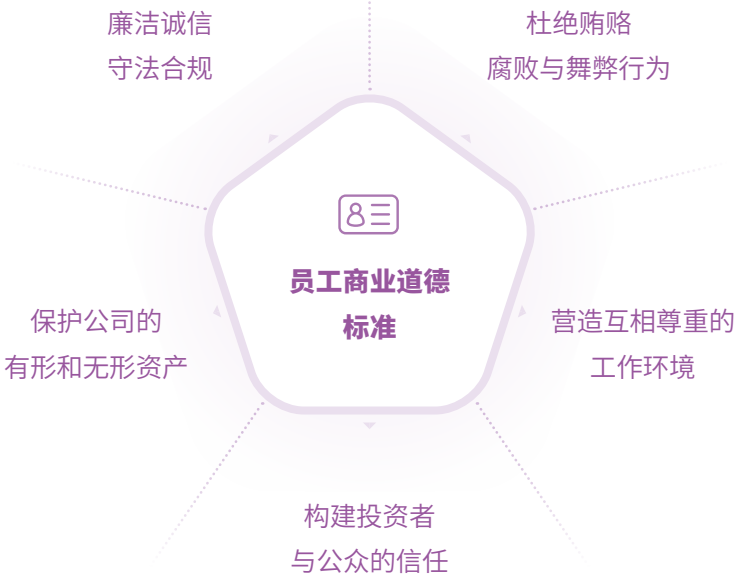 廉洁诚信
守法合规
杜绝贿赂
腐败与舞弊行为
员工商业道德
标准
保护公司的
有形和无形资产
营造互相尊重的
工作环境
构建投资者
与公众的信任